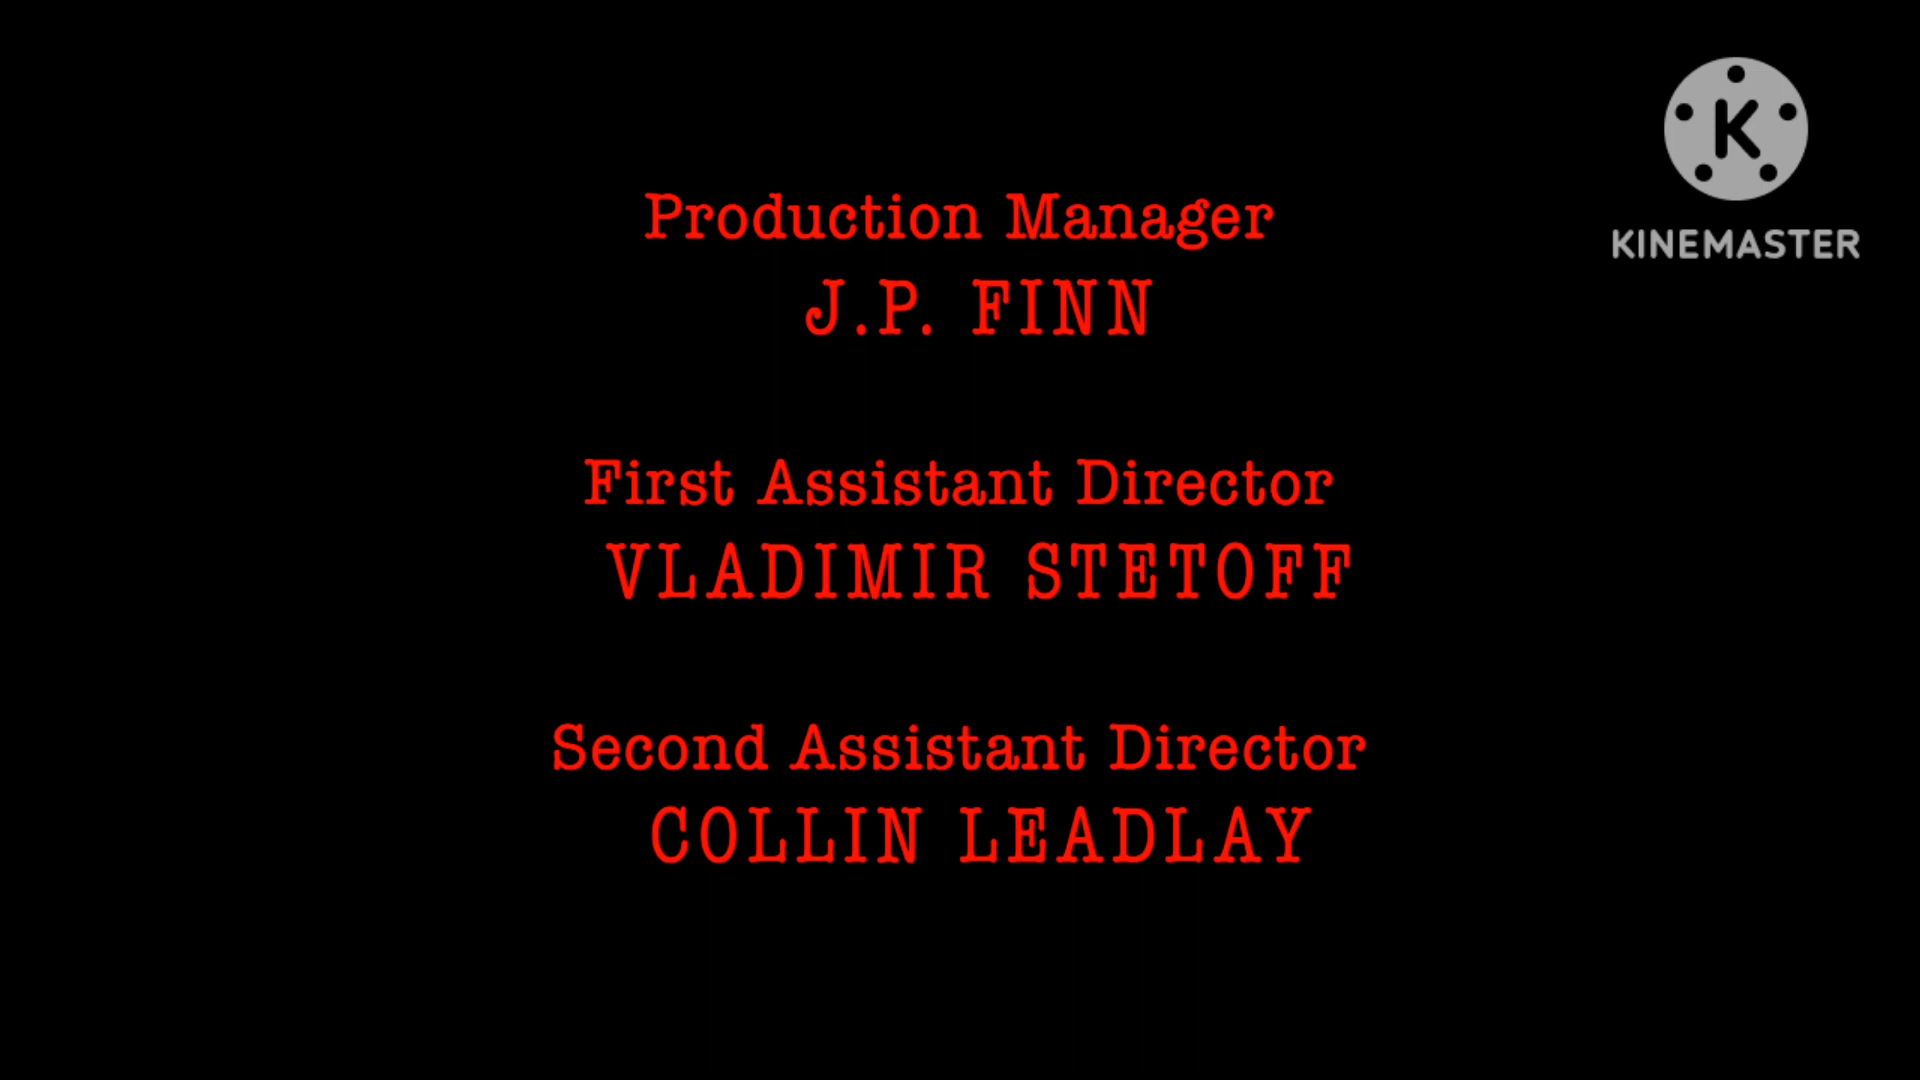 Production Manager
J.P. FINN
First Assistant Director
VLADIMIR STETOFF
Second Assistant Director
COLLIN LEADLAY
K
KINEMASTER